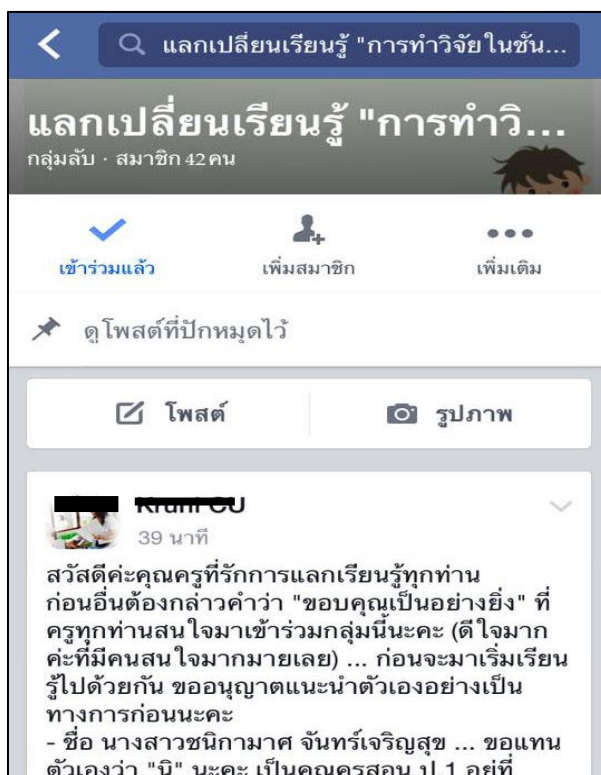 แลกเปลี่ยนเรียนรู้ "การทำวิจัยในชั้น...
แลกเปลี่ยนเรียนรู้ "การทำวิ...
กลุ่มลับ · สมาชิก 42 คน
เข้าร่วมแล้ว
เพิ่มสมาชิก
เพิ่มเติม
ดูโพสต์ที่ปักหมุดไว้
โพสต์
รูปภาพ
39 นาที
สวัสดีค่ะคุณครูที่รักการแลกเรียนรู้ทุกท่าน
ก่อนอื่นต้องกล่าวคำว่า "ขอบคุณเป็นอย่างยิ่ง" ที่
ครูทุกท่านสนใจมาเข้าร่วมกลุ่มนี้นะคะ (ดีใจมาก
ค่ะที่มีคนสนใจมากมายเลย) ... ก่อนจะมาเริ่มเรียน
รู้ไปด้วยกัน ขออนุญาตแนะนำตัวเองอย่างเป็น
ทางการก่อนนะคะ
- ชื่อ นางสาวชนิกามาศ จันทร์เจริญสุข ... ขอแทน
ตัวเองว่า "นิ" นะคะ เป็นคุณครูสอน ป.1 อยู่ที่